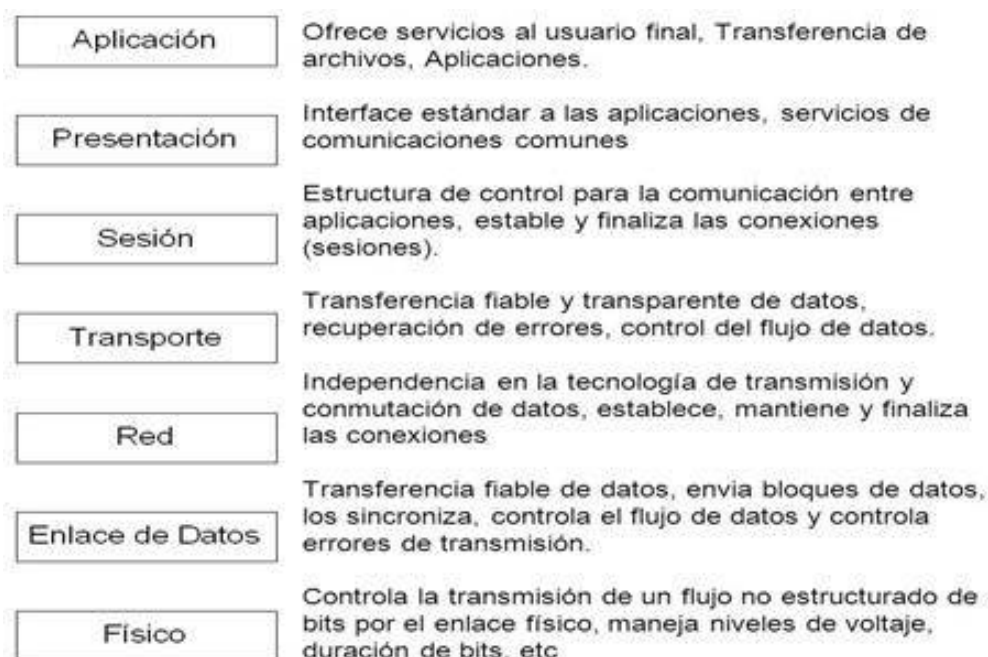 Aplicación
Ofrece servicios al usuario final, Transferencia de
archivos, Aplicaciones.
Presentación
Interface estándar a las aplicaciones, servicios de
comunicaciones comunes
Sesión
Estructura de control para la comunicación entre
aplicaciones, estable y finaliza las conexiones
(sesiones).
Transporte
Transferencia fiable y transparente de datos,
recuperación de errores, control del flujo de datos.
Red
Independencia en la tecnología de transmisión y
conmutación de datos, establece, mantiene y finaliza
las conexiones
Enlace de Datos
Transferencia fiable de datos, envia bloques de datos,
los sincroniza, controla el flujo de datos y controla
errores de transmisión.
Físico
Controla la transmisión de un flujo no estructurado de
bits por el enlace físico, maneja niveles de voltaje,
duración de bits, etc